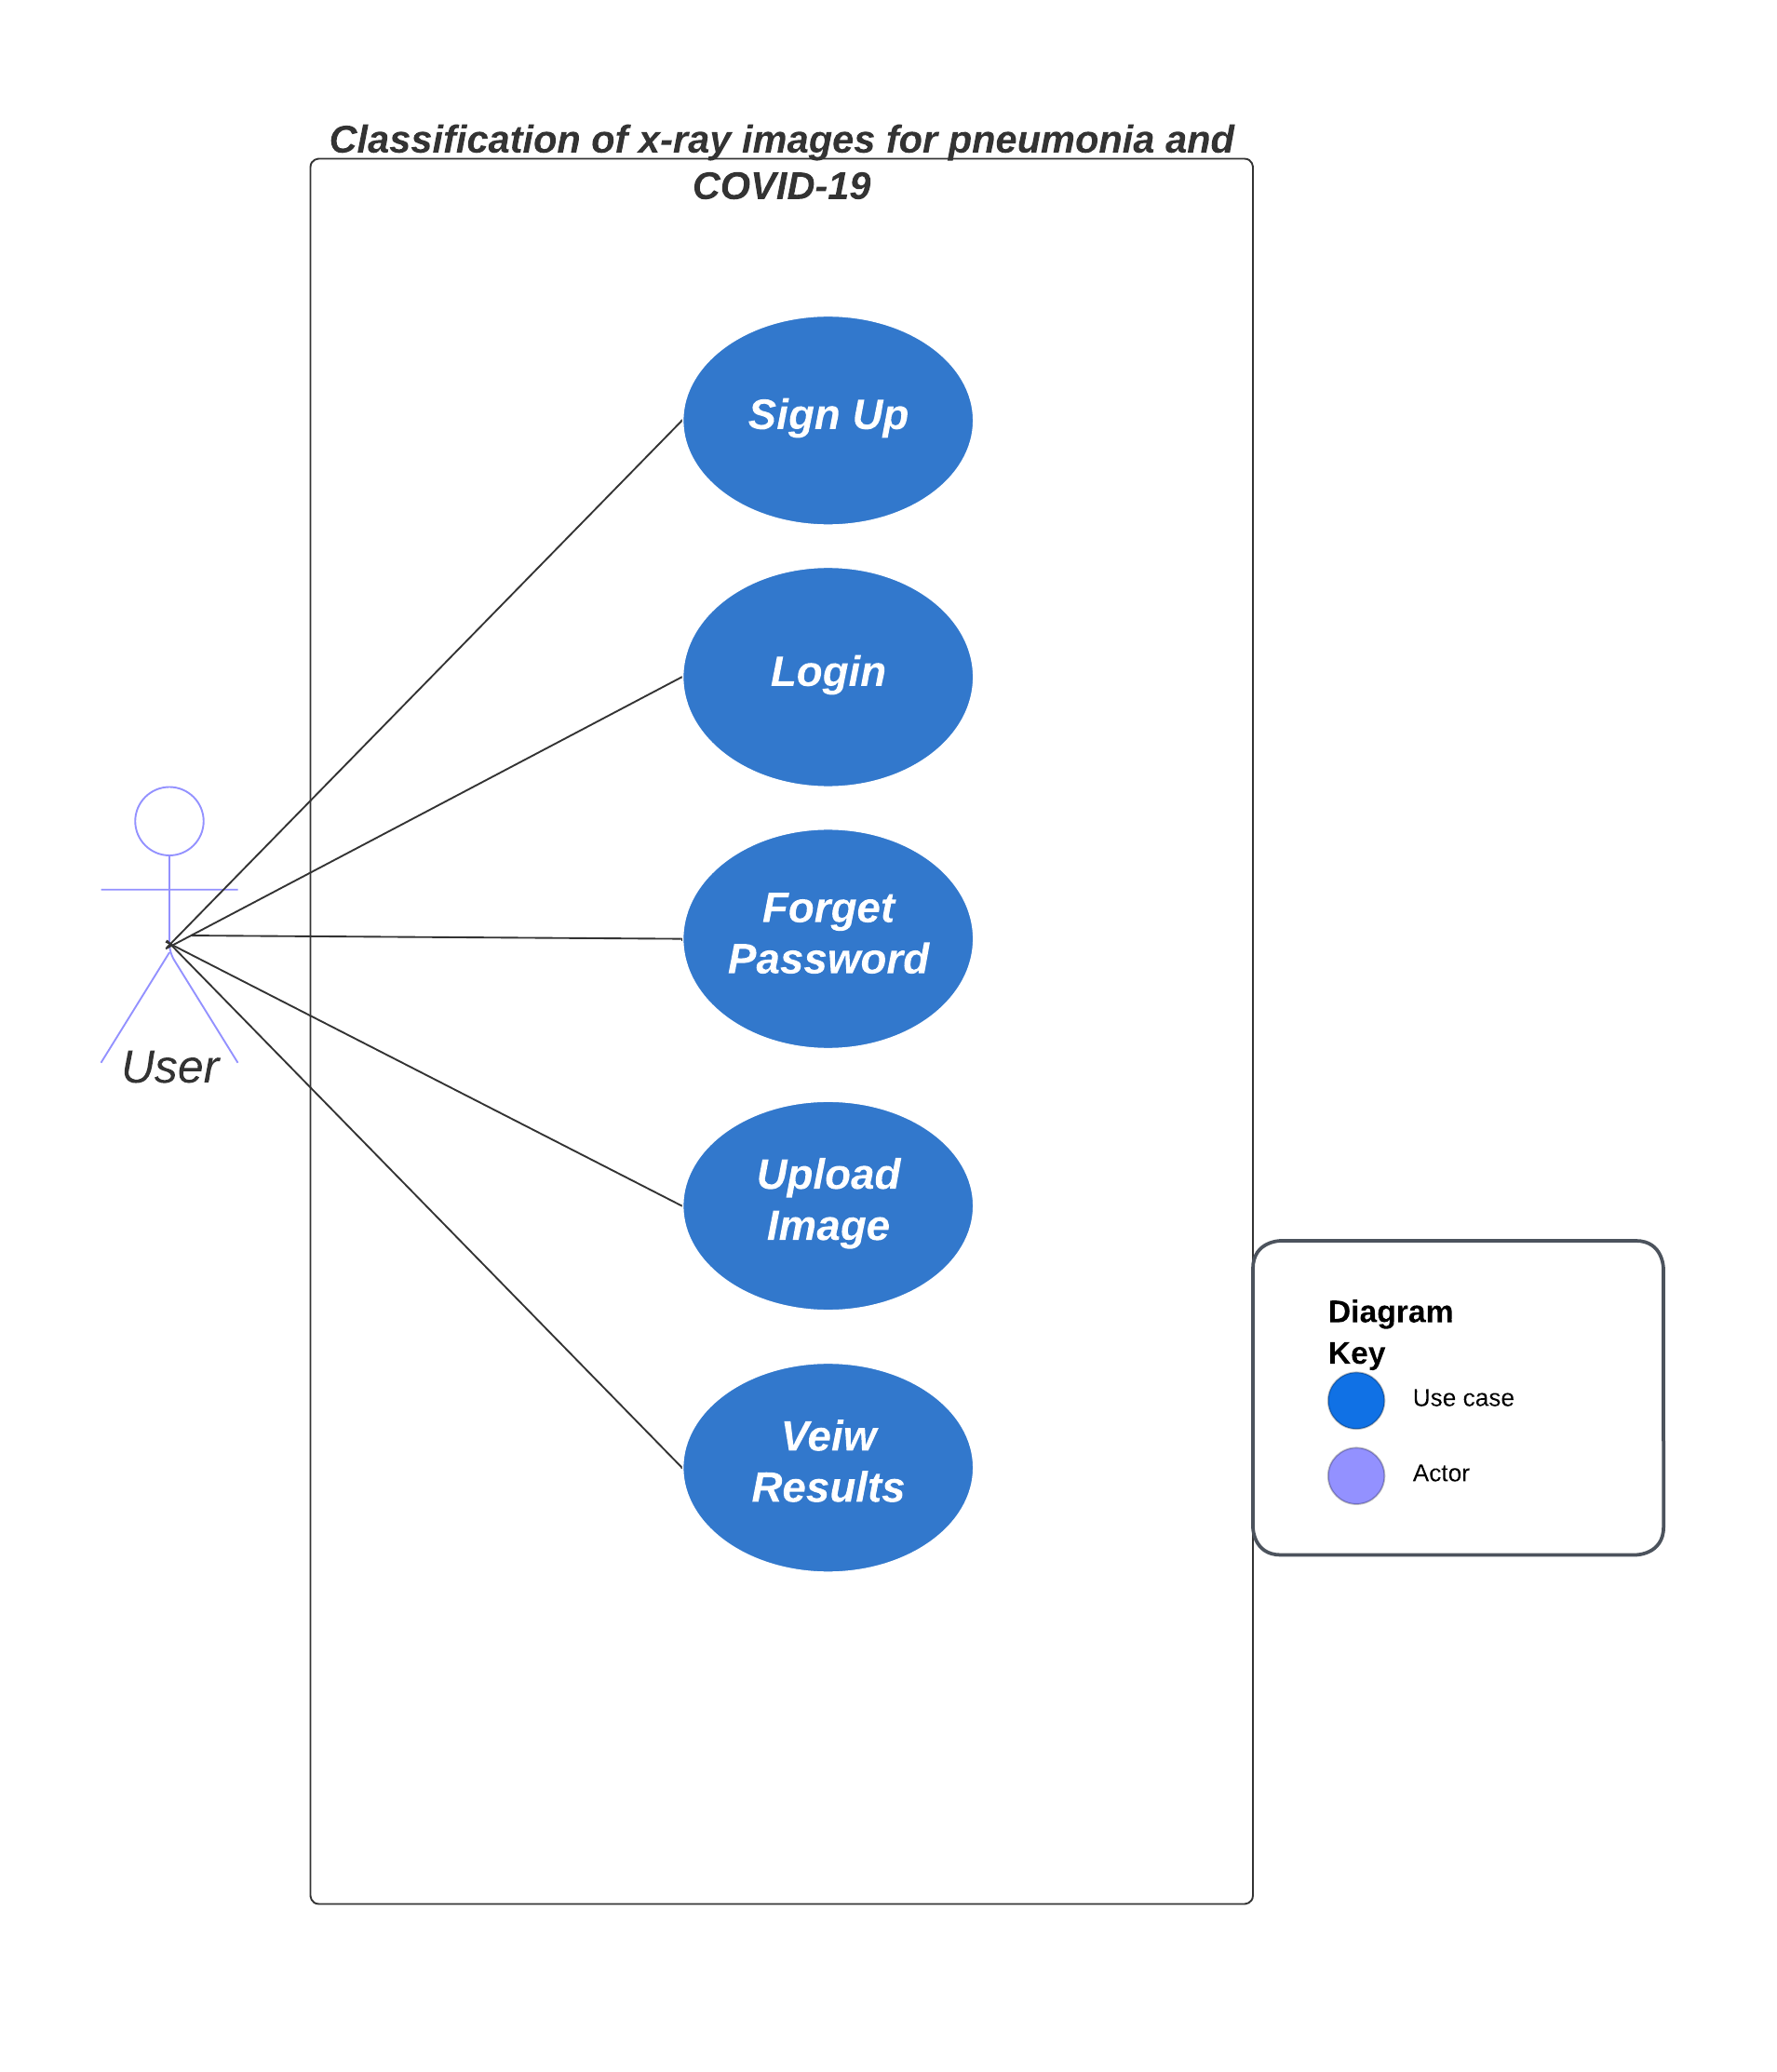 Classification of x-ray images for pneumonia and
COVID-19
Sign Up
Login
Forget
Password
User
Upload
Image
Veiw
Results
Diagram
Key
Use case
Actor